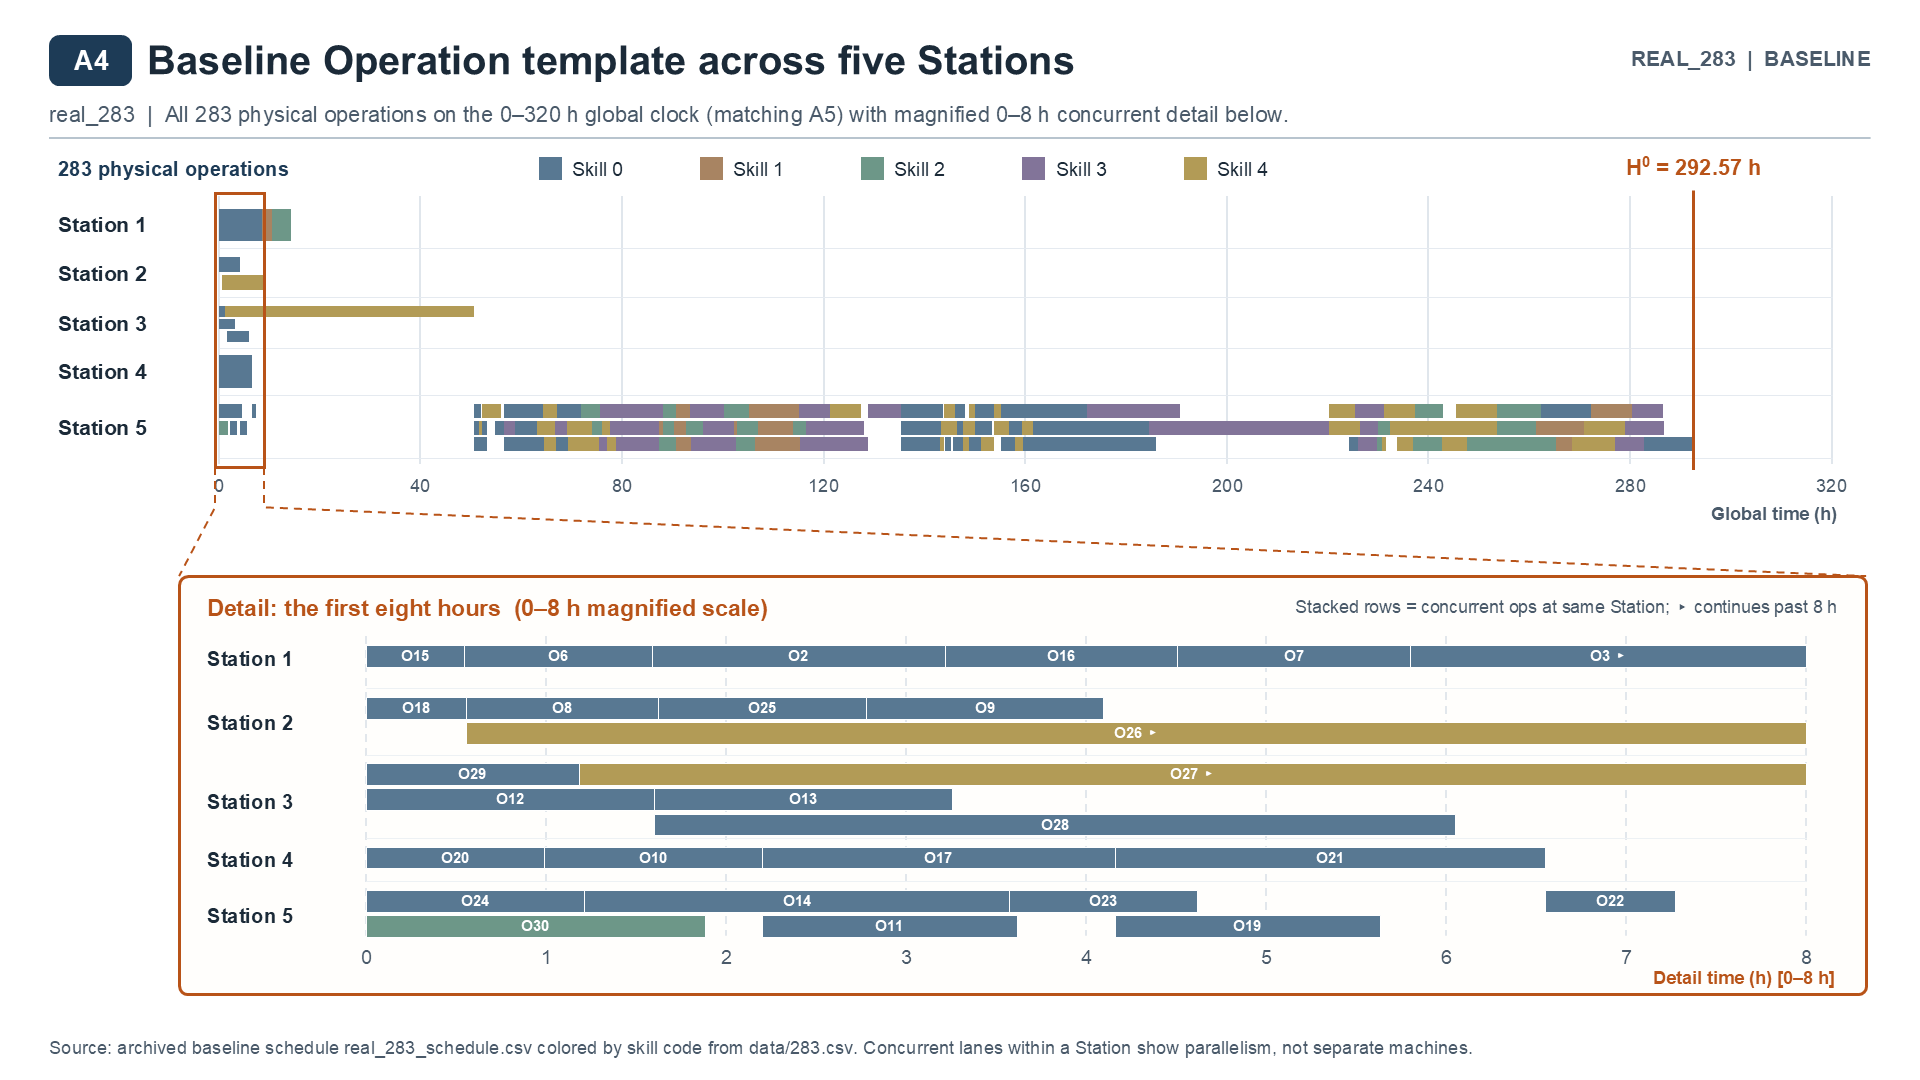 A4 Baseline Operation template across five Stations
REAL_283 | BASELINE
real_283 | All 283 physical operations on the 0–320 h global clock (matching A5) with magnified 0–8 h concurrent detail below.
283 physical operations
Skill 0 Skill 1 Skill 2 Skill 3 Skill 4
H⁰ = 292.57 h
Station 1
Station 2
Station 3
Station 4
Station 5
0 40 80 120 160 200 240 280 320
Global time (h)
Detail: the first eight hours (0–8 h magnified scale)
Stacked rows = concurrent ops at same Station; ▸ continues past 8 h
Station 1
O15 O6 O2 O16 O7 O3 ▸
Station 2
O18 O8 O25 O9
O26 ▸
Station 3
O29 O27 ▸
O12 O13
O28
Station 4
O20 O10 O17 O21
Station 5
O24 O14 O23 O22
O30 O11 O19
0 1 2 3 4 5 6 7 8
Detail time (h) [0–8 h]
Source: archived baseline schedule real_283_schedule.csv colored by skill code from data/283.csv. Concurrent lanes within a Station show parallelism, not separate machines.